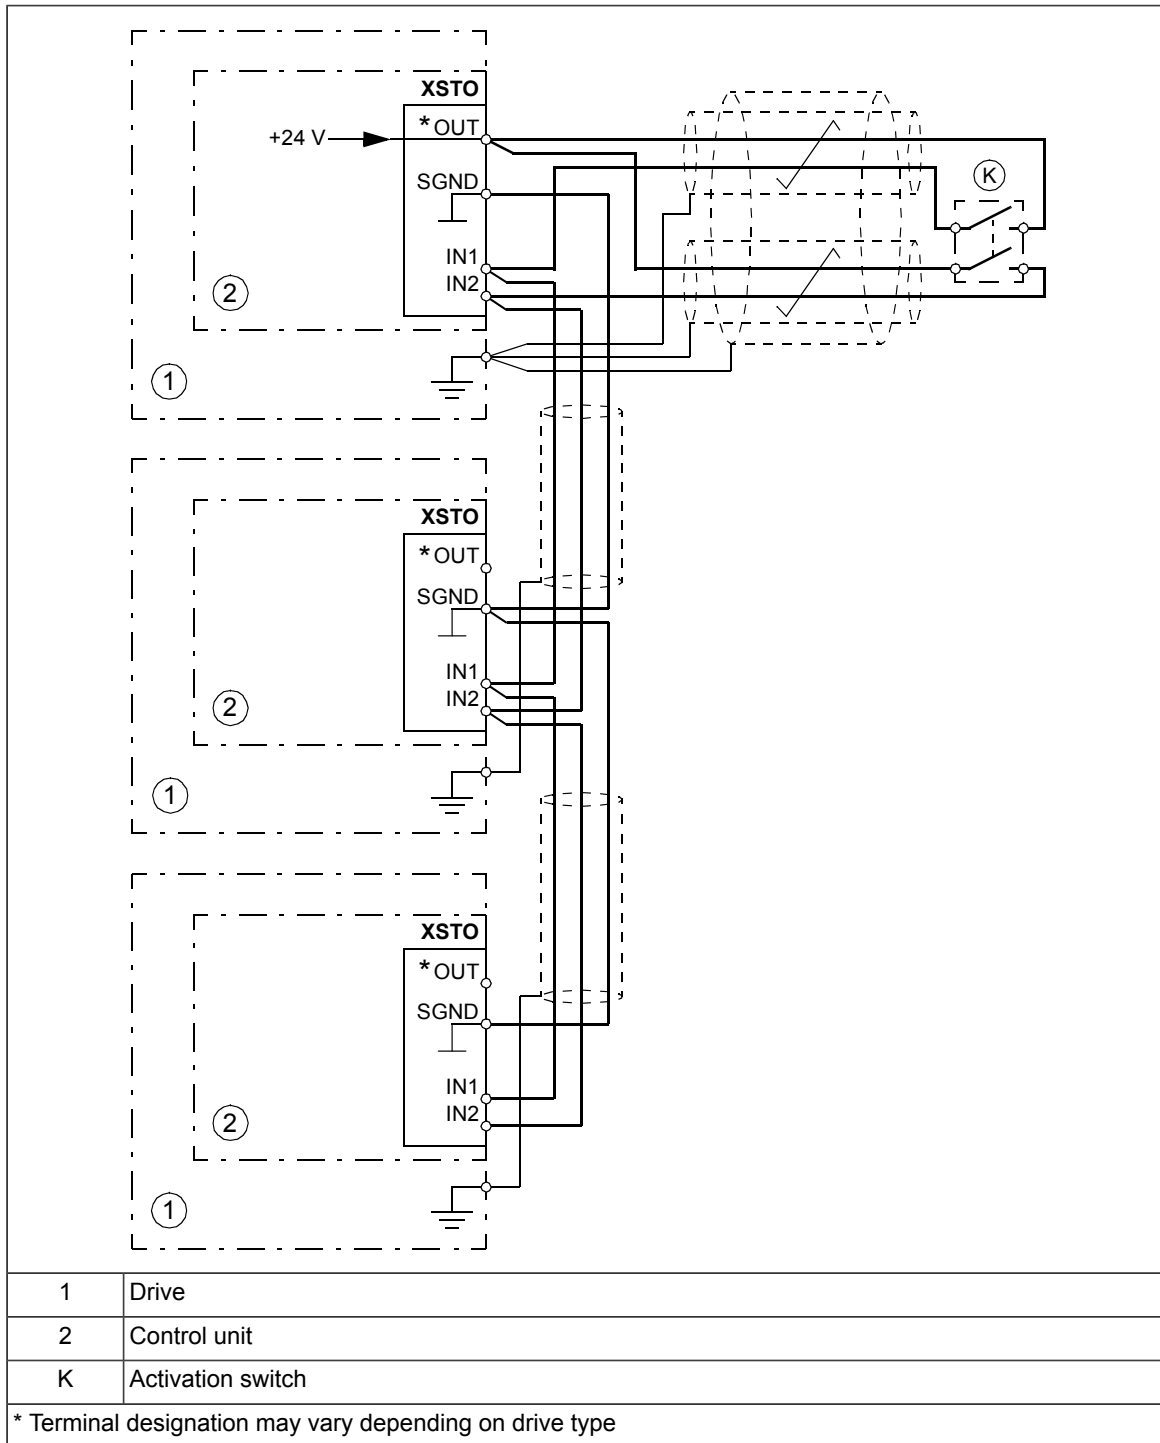 XSTO
* OUT
+24 V
SGND
K
IN1
IN2
2
1
XSTO
* OUT
SGND
IN1
IN2
2
1
XSTO
* OUT
SGND
IN1
IN2
2
1
1 Drive
2 Control unit
K Activation switch
* Terminal designation may vary depending on drive type